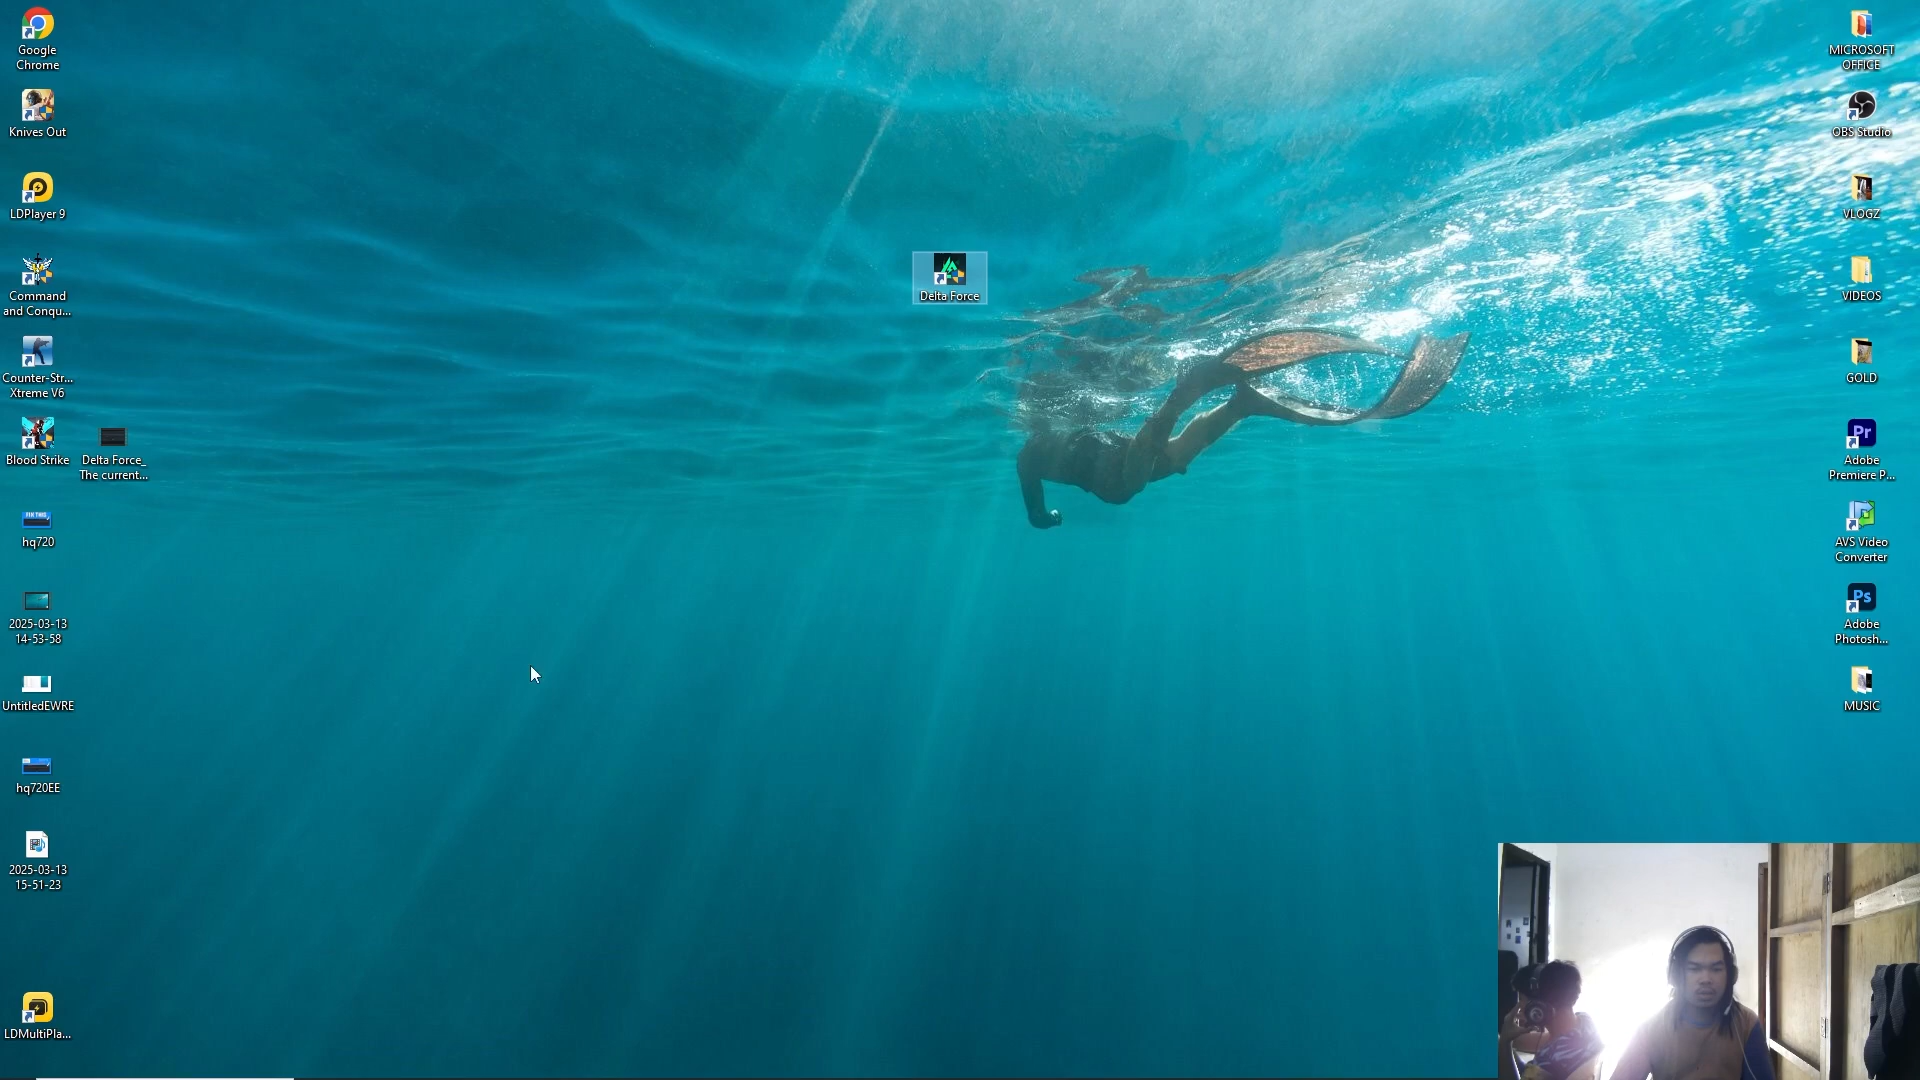 Google
Chrome
Knives Out
LDPlayer 9
Command
and Conqu...
Counter-Str...
Xtreme V6
Blood Strike
Delta Force_
The current...
hq720
2025-03-13
14-53-58
UntitledEWRE
hq720EE
2025-03-13
15-51-23
LDMultiPla...
Delta Force
MICROSOFT
OFFICE
OBS Studio
VLOGZ
VIDEOS
GOLD
Pr
Adobe
Premiere P...
AVS Video
Converter
Ps
Adobe
Photosh...
MUSIC